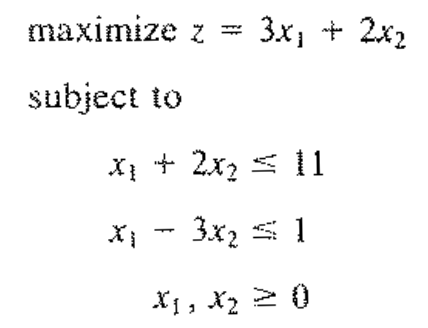 maximize z = 3x₁ + 2x₂
subject to
x₁ + 2x₂ ≤ 11
x₁ − 3x₂ ≤ 1
x₁, x₂ ≥ 0